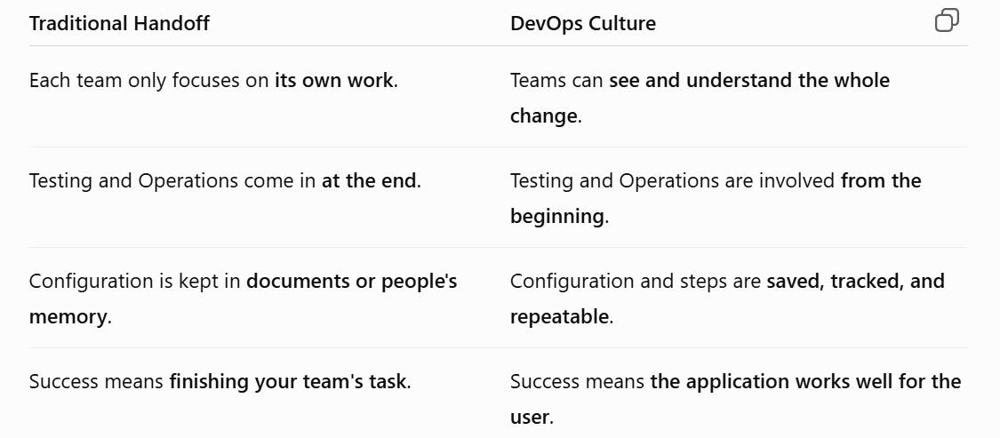 Traditional Handoff
DevOps Culture
Each team only focuses on its own work.
Teams can see and understand the whole
change.
Testing and Operations come in at the end.
Testing and Operations are involved from the
beginning.
Configuration is kept in documents or people's
memory.
Configuration and steps are saved, tracked, and
repeatable.
Success means finishing your team's task.
Success means the application works well for the
user.